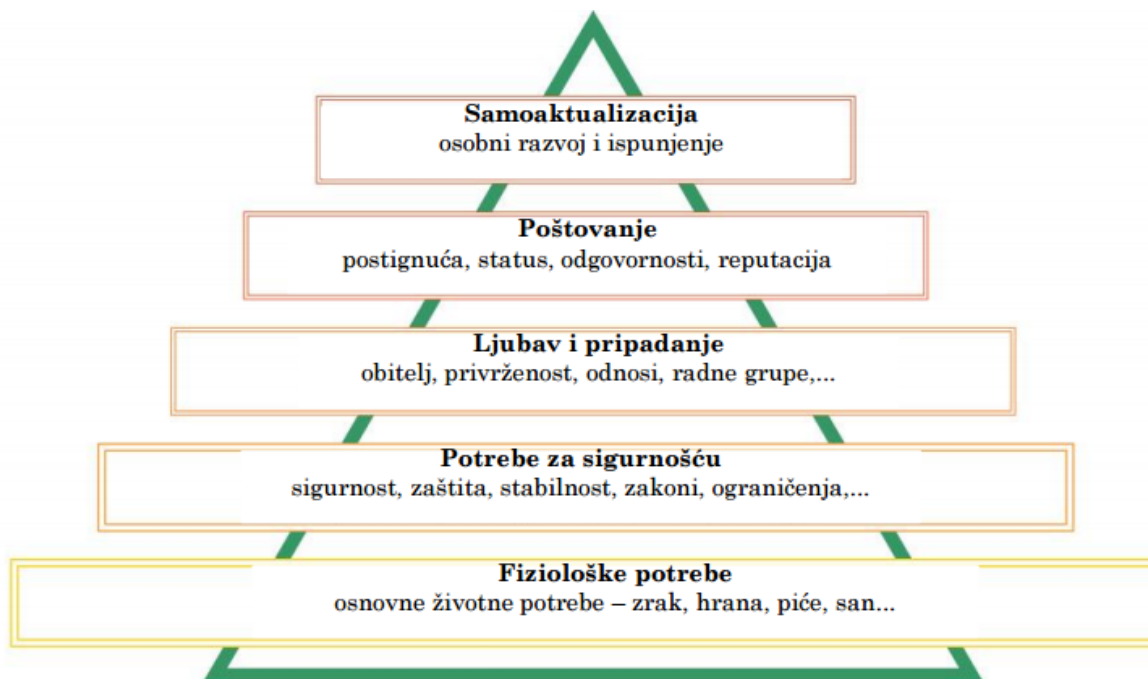 Samoaktualizacija
osobni razvoj i ispunjenje
Poštovanje
postignuća, status, odgovornosti, reputacija
Ljubav i pripadanje
obitelj, privrženost, odnosi, radne grupe,...
Potrebe za sigurnošću
sigurnost, zaštita, stabilnost, zakoni, ograničenja,...
Fiziološke potrebe
osnovne životne potrebe – zrak, hrana, piće, san...